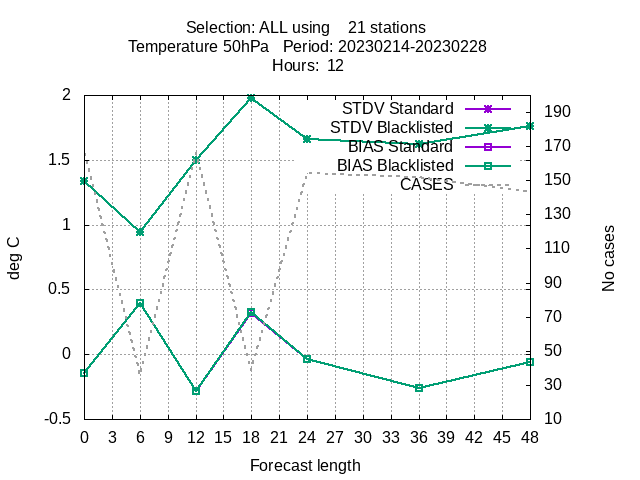 Selection: ALL using    21 stations
Temperature 50hPa   Period: 20230214-20230228
Hours:  12
STDV Standard
STDV Blacklisted
BIAS Standard
BIAS Blacklisted
CASES
2
1.5
1
0.5
0
-0.5
deg C
190
170
150
130
110
90
70
50
30
10
No cases
0 3 6 9 12 15 18 21 24 27 30 33 36 39 42 45 48
Forecast length